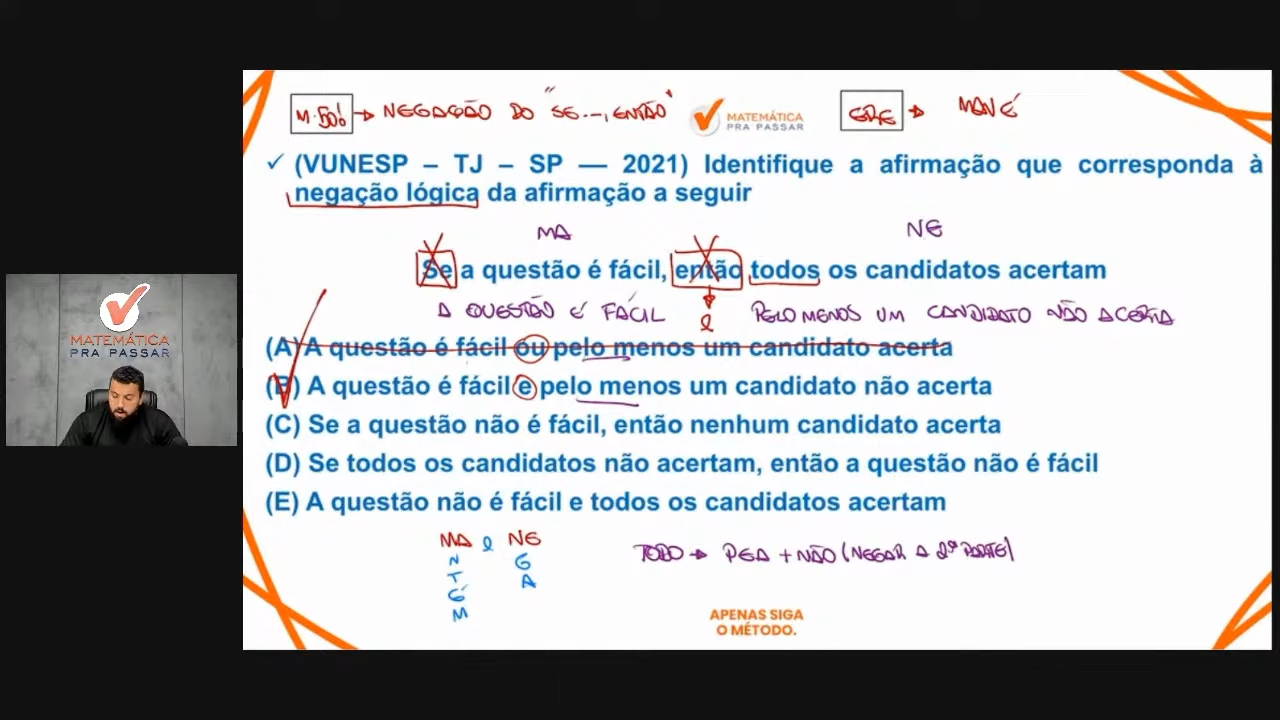 M.50! → NEGAÇÃO DO "SE..., ENTÃO"
MATEMÁTICA
PRA PASSAR
→ MANÉ
✓ (VUNESP – TJ – SP –– 2021) Identifique a afirmação que corresponda à
negação lógica da afirmação a seguir
MA NE
Se a questão é fácil, então todos os candidatos acertam
A QUESTÃO É FÁCIL e PELO MENOS UM CANDIDATO NÃO ACERTA
(A) A questão é fácil ou pelo menos um candidato acerta
(B) A questão é fácil e pelo menos um candidato não acerta
(C) Se a questão não é fácil, então nenhum candidato acerta
(D) Se todos os candidatos não acertam, então a questão não é fácil
(E) A questão não é fácil e todos os candidatos acertam
MA e NE
N G
T A
É
M
TODO → PEA + NÃO (NEGAR A 2ª PARTE)
APENAS SIGA
O MÉTODO.
MATEMÁTICA
PRA PASSAR